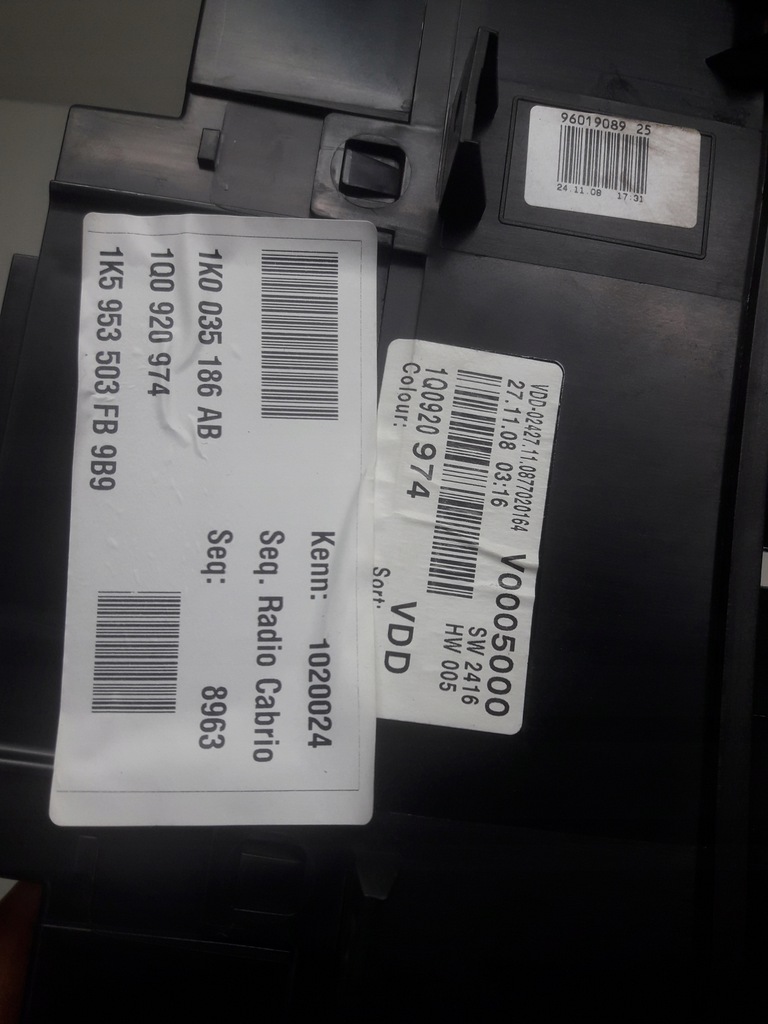 96019089 25
24.11.08 17:31
VDD-02427.11.0877020164
27.11.08 03:16
V0005000
SW 2416
HW 005
1Q0920 974
Colour:
Sort: VDD
1K0 035 186 AB
1Q0 920 974
1K5 953 503 FB 9B9
Kenn: 1020024
Seq. Radio Cabrio
Seq: 8963